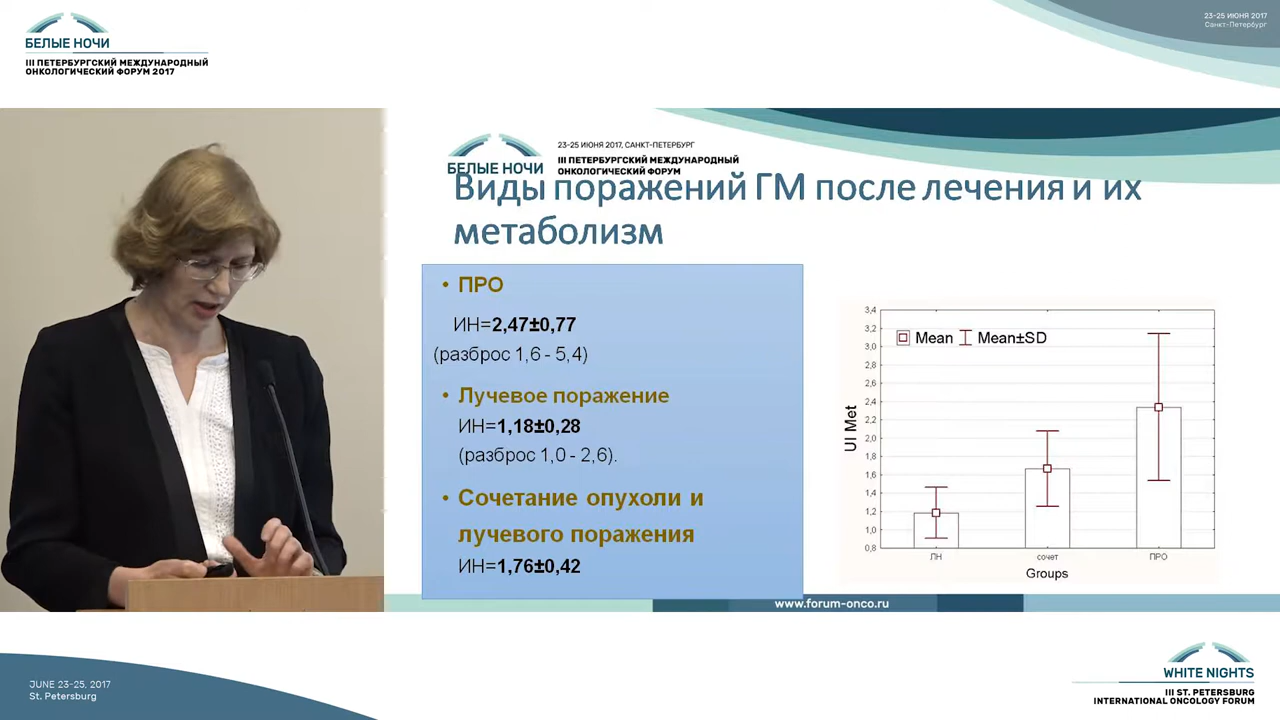 БЕЛЫЕ НОЧИ
III ПЕТЕРБУРГСКИЙ МЕЖДУНАРОДНЫЙ
ОНКОЛОГИЧЕСКИЙ ФОРУМ 2017
23-25 ИЮНЯ 2017
Санкт-Петербург
БЕЛЫЕ НОЧИ
23-25 ИЮНЯ 2017, САНКТ-ПЕТЕРБУРГ
III ПЕТЕРБУРГСКИЙ МЕЖДУНАРОДНЫЙ
ОНКОЛОГИЧЕСКИЙ ФОРУМ
Виды поражений ГМ после лечения и их
метаболизм
• ПРО
ИН=2,47±0,77
(разброс 1,6 - 5,4)
• Лучевое поражение
ИН=1,18±0,28
(разброс 1,0 - 2,6).
• Сочетание опухоли и
лучевого поражения
ИН=1,76±0,42
Mean Mean±SD
UI Met
3,4
3,2
3,0
2,8
2,6
2,4
2,2
2,0
1,8
1,6
1,4
1,2
1,0
0,8
ЛН сочет ПРО
Groups
www.forum-onco.ru
JUNE 23-25, 2017
St. Petersburg
WHITE NIGHTS
III ST. PETERSBURG
INTERNATIONAL ONCOLOGY FORUM